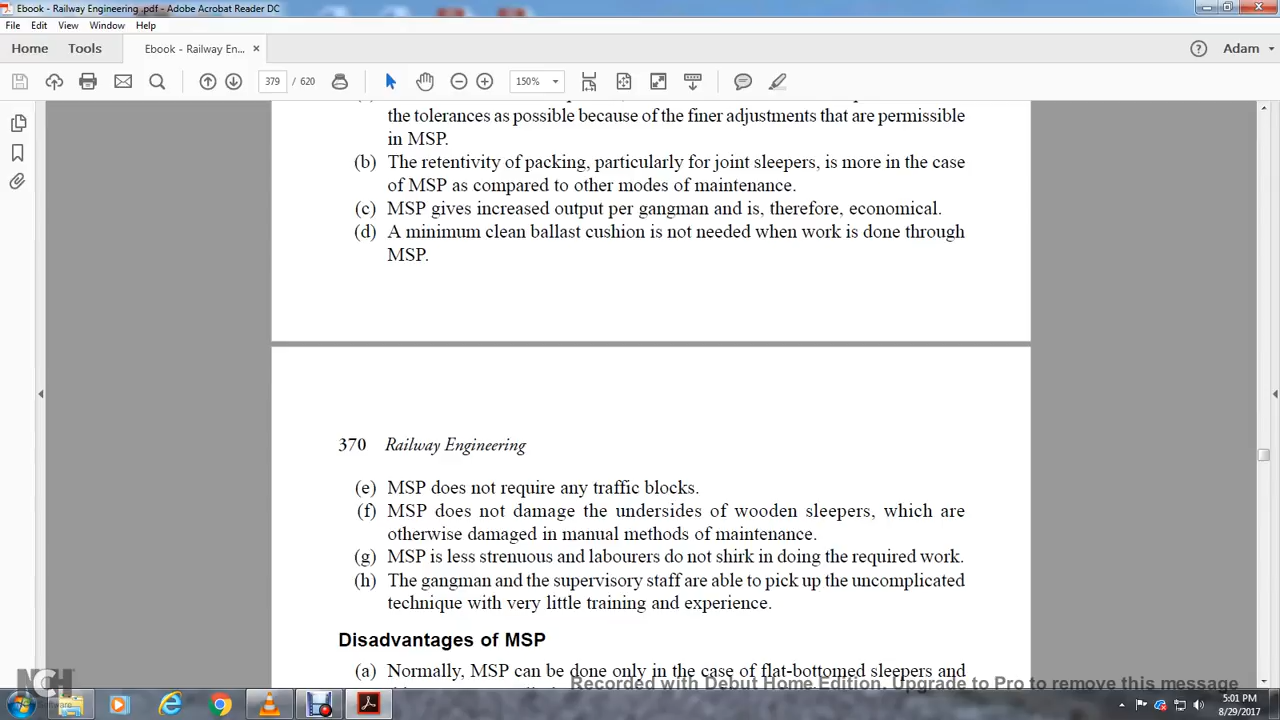 Ebook - Railway Engineering .pdf - Adobe Acrobat Reader DC
File Edit View Window Help
Home Tools Ebook - Railway En... × Adam
379 / 620 150%
the tolerances as possible because of the finer adjustments that are permissible
in MSP.
(b) The retentivity of packing, particularly for joint sleepers, is more in the case
of MSP as compared to other modes of maintenance.
(c) MSP gives increased output per gangman and is, therefore, economical.
(d) A minimum clean ballast cushion is not needed when work is done through
MSP.
370 Railway Engineering
(e) MSP does not require any traffic blocks.
(f) MSP does not damage the undersides of wooden sleepers, which are
otherwise damaged in manual methods of maintenance.
(g) MSP is less strenuous and labourers do not shirk in doing the required work.
(h) The gangman and the supervisory staff are able to pick up the uncomplicated
technique with very little training and experience.
Disadvantages of MSP
(a) Normally, MSP can be done only in the case of flat-bottomed sleepers and
Recorded with Debut Home Edition. Upgrade to Pro to remove this message
NCH
5:01 PM
8/29/2017